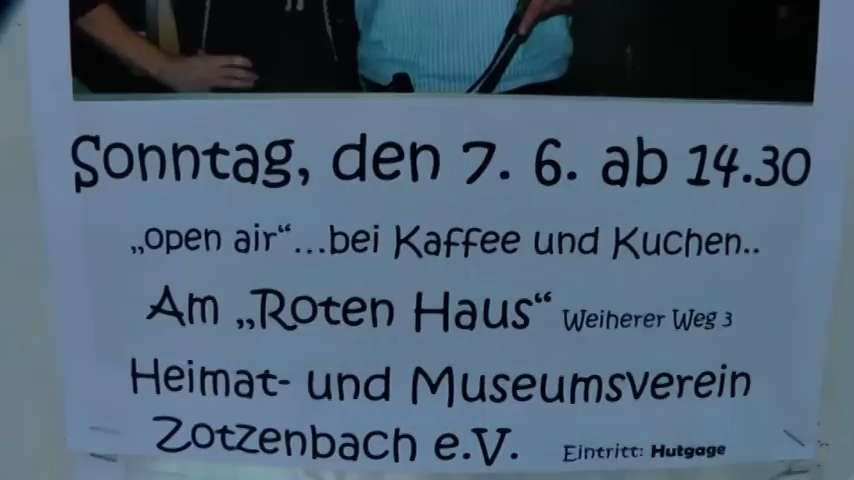 Sonntag, den 7. 6. ab 14.30
„open air“...bei Kaffee und Kuchen..
Am „Roten Haus“ Weiherer Weg 3
Heimat- und Museumsverein
Zotzenbach e.V. Eintritt: Hutgage